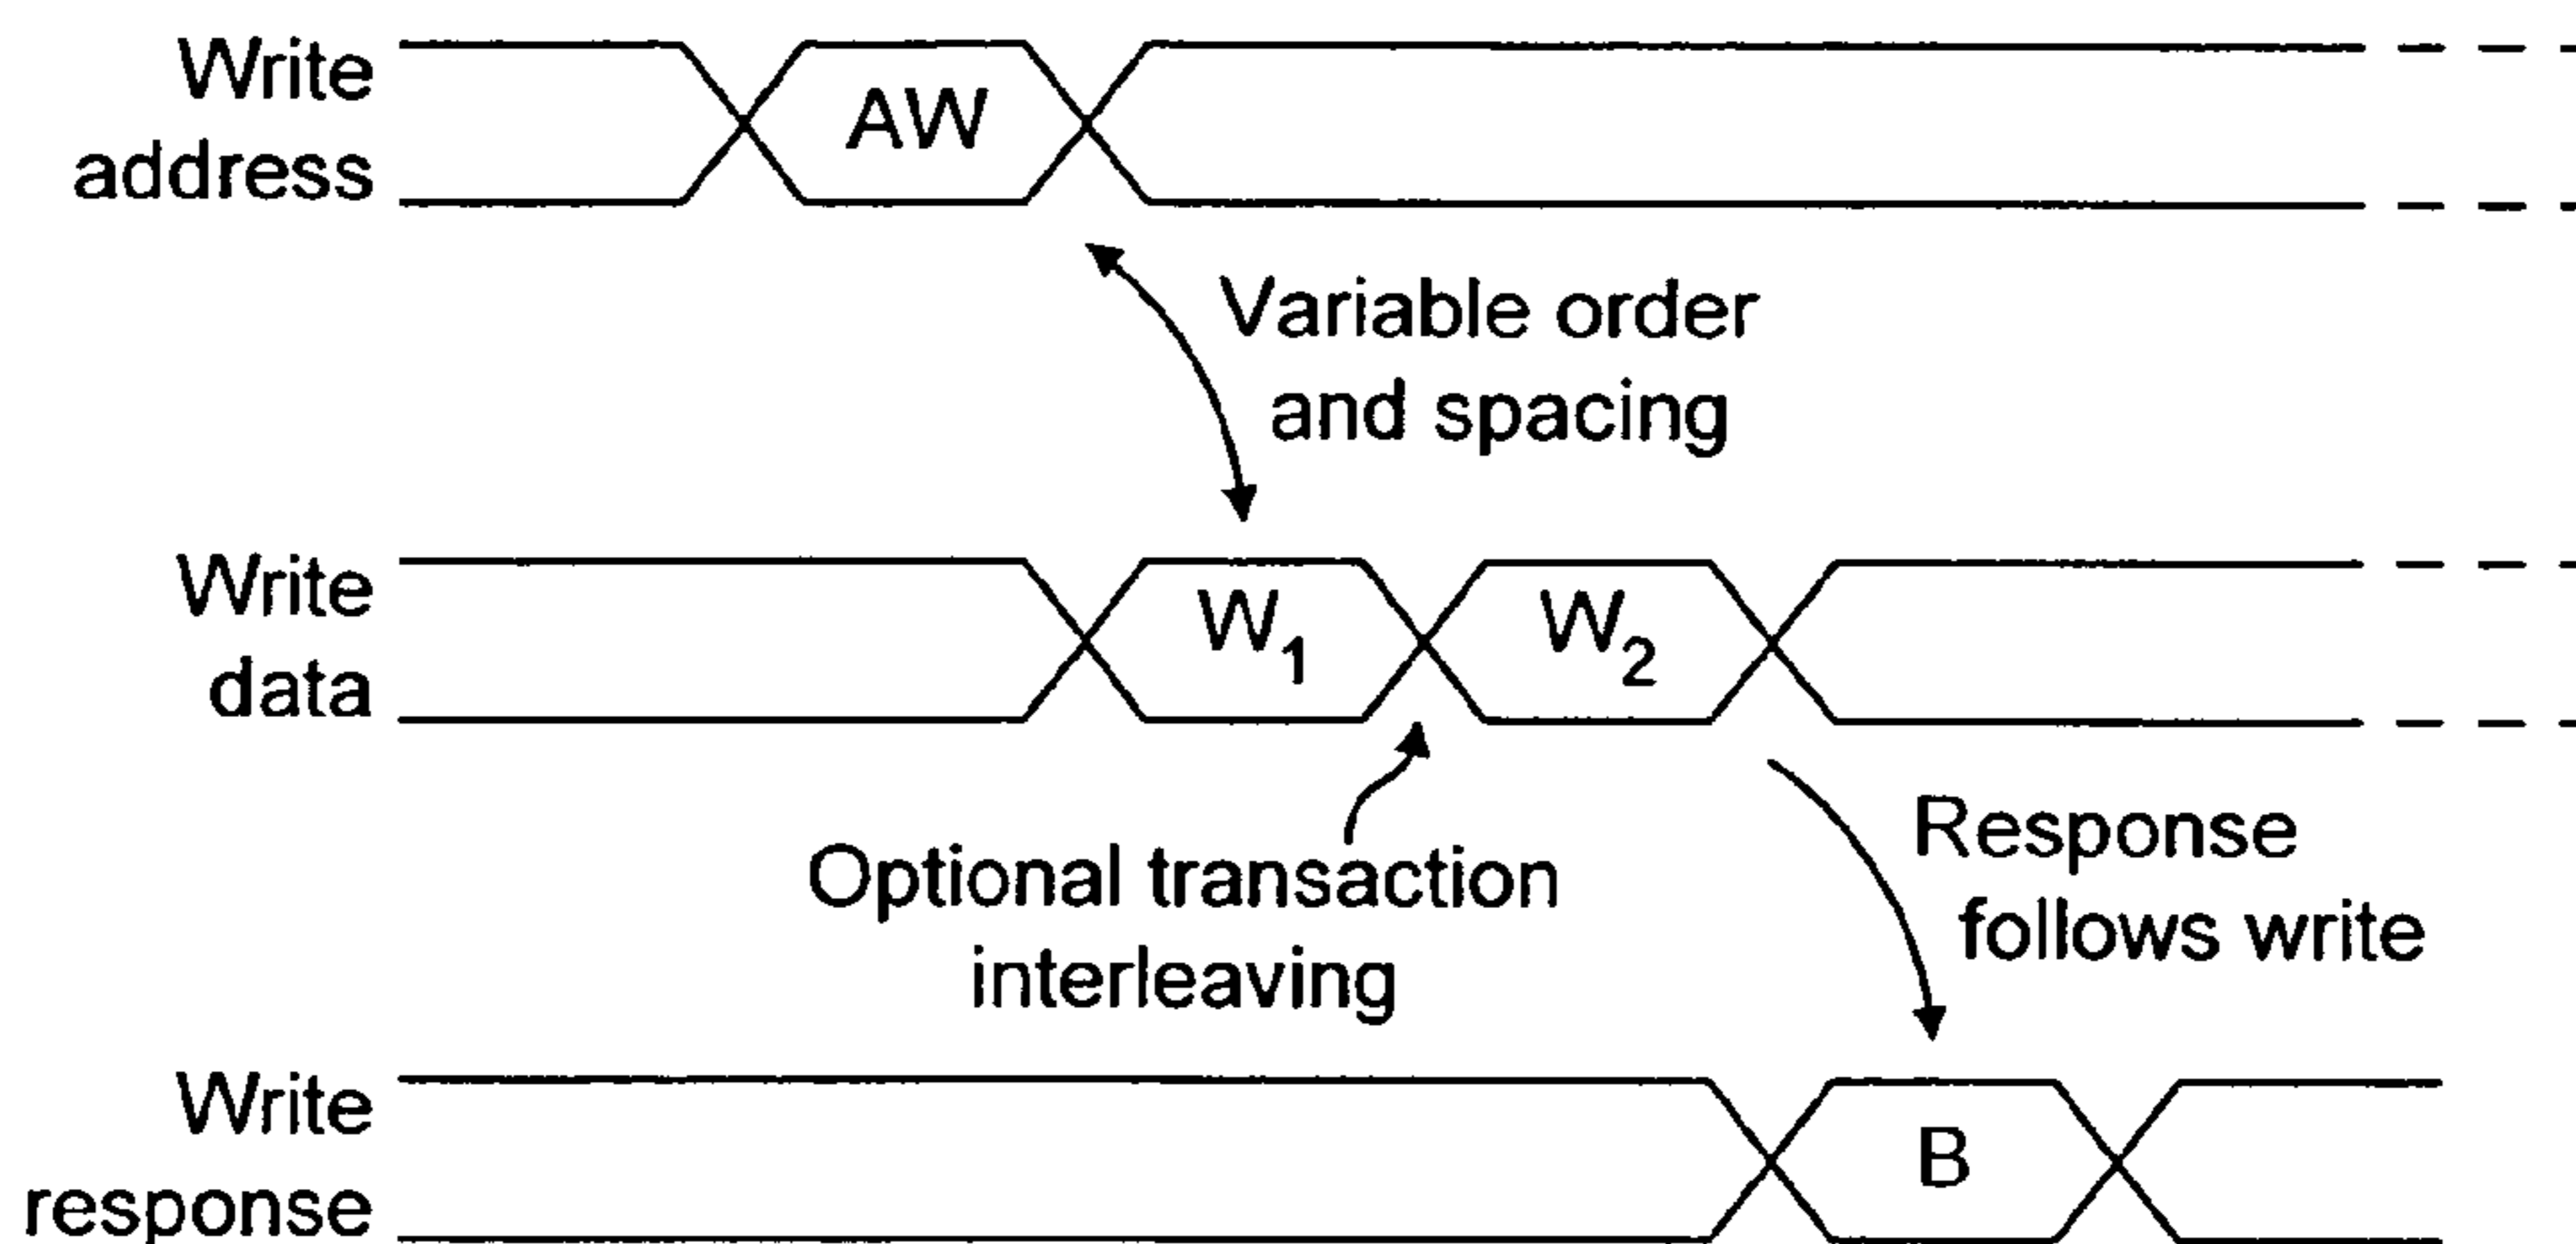 Write
address
AW
Variable order
and spacing
Write
data
W1
W2
Optional transaction
interleaving
Response
follows write
Write
response
B